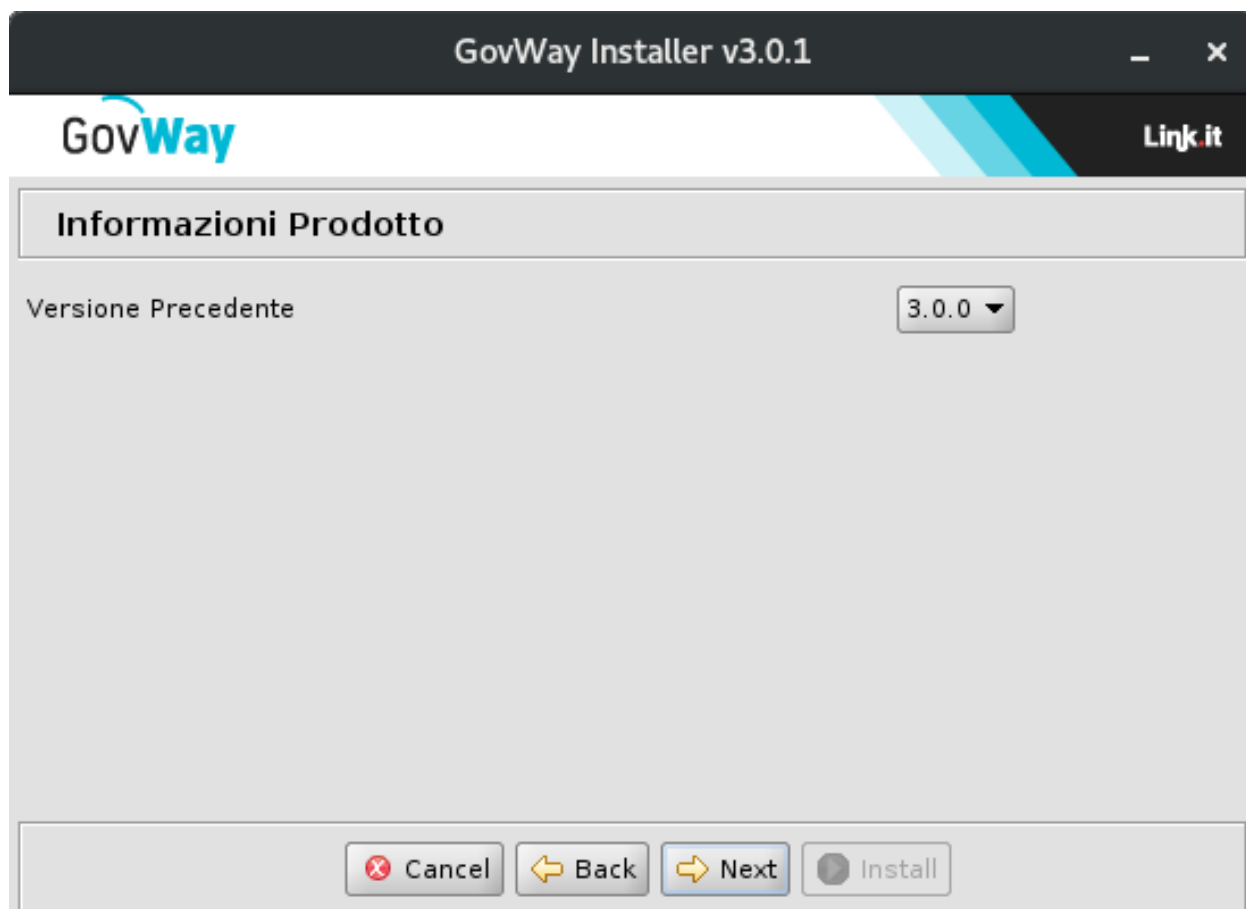 GovWay Installer v3.0.1
GovWay
Link.it
Informazioni Prodotto
Versione Precedente 3.0.0
Cancel Back Next Install